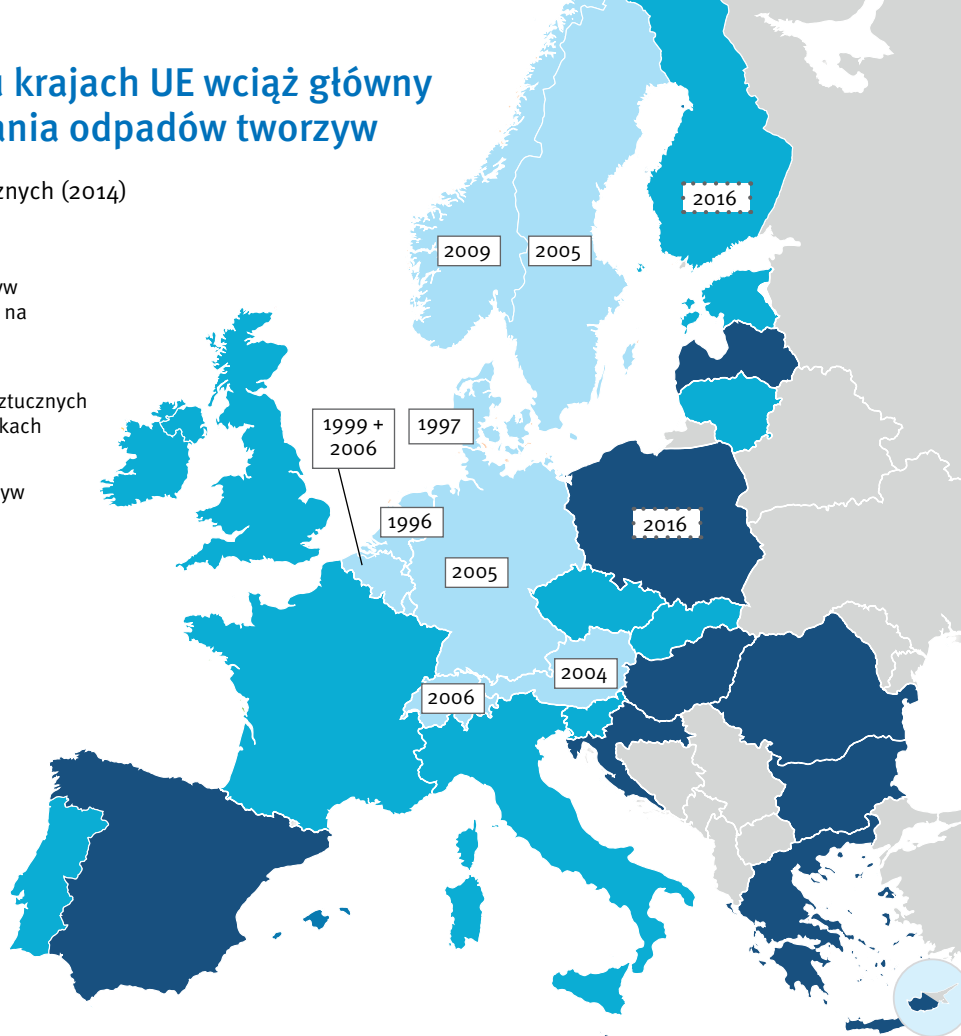 krajach UE wciąż główny
ania odpadów tworzyw
znych (2014)
yw
na
ztucznych
kach
yw
2016
2009
2005
1999 +
2006
1997
1996
2016
2005
2004
2006